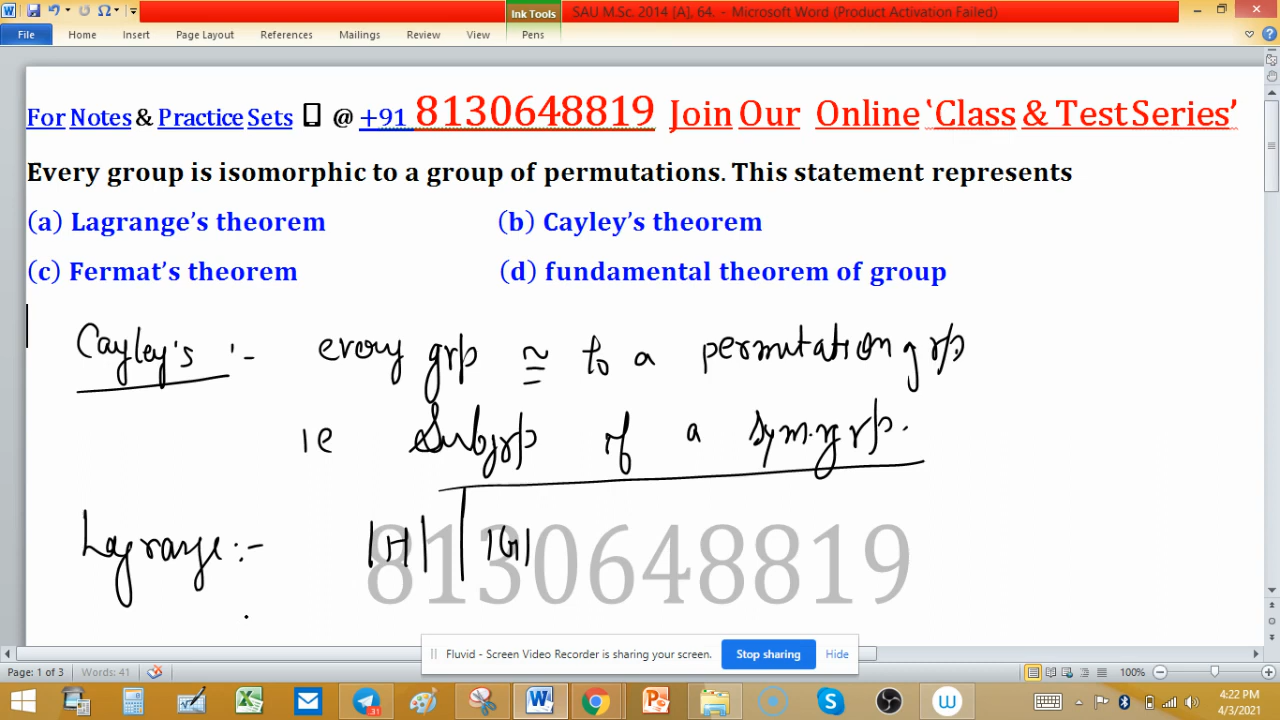 SAU M.Sc. 2014 [A], 64. - Microsoft Word (Product Activation Failed)
Ink Tools
File Home Insert Page Layout References Mailings Review View Pens
For Notes & Practice Sets @ +91 8130648819 Join Our Online ‘Class & Test Series’
Every group is isomorphic to a group of permutations. This statement represents
(a) Lagrange’s theorem (b) Cayley’s theorem
(c) Fermat’s theorem (d) fundamental theorem of group
Cayley's :- every grp ≅ to a permutation grp
ie Subgrp of a sym. grp.
Lagrange :- |H| | |G|
8130648819
Fluvid - Screen Video Recorder is sharing your screen. Stop sharing Hide
Page: 1 of 3 Words: 41 100%
4:22 PM
4/3/2021